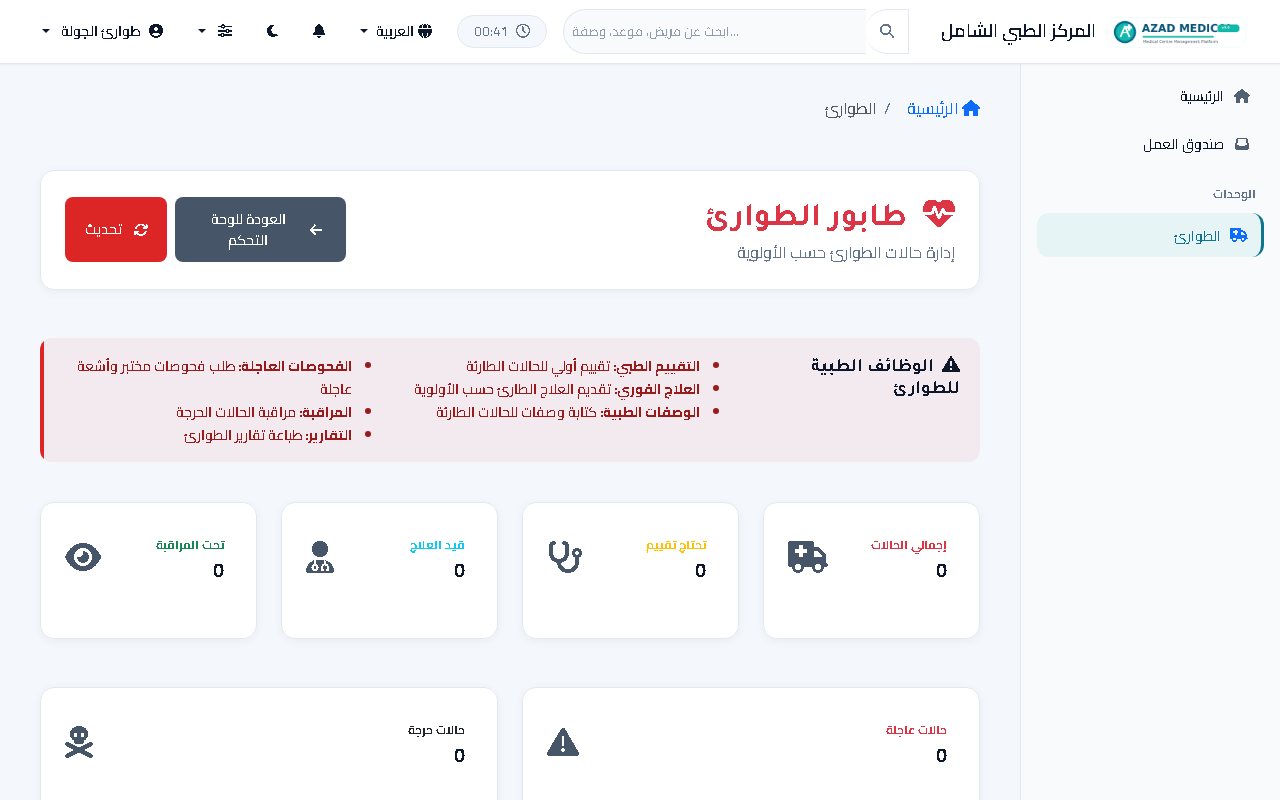 AZAD MEDIC
Medical Centre Management Platform
المركز الطبي الشامل
ابحث عن مريض، موعد، وصفة...
00:41
العربية
طوارئ الجولة
الرئيسية
صندوق العمل
الوحدات
الطوارئ
الرئيسية / الطوارئ
طابور الطوارئ
إدارة حالات الطوارئ حسب الأولوية
العودة للوحة
التحكم
تحديث
الوظائف الطبية
للطوارئ
التقييم الطبي: تقييم أولي للحالات الطارئة
العلاج الفوري: تقديم العلاج الطارئ حسب الأولوية
الوصفات الطبية: كتابة وصفات للحالات الطارئة
الفحوصات العاجلة: طلب فحوصات مختبر وأشعة
عاجلة
المراقبة: مراقبة الحالات الحرجة
التقارير: طباعة تقارير الطوارئ
إجمالي الحالات
0
تحتاج تقييم
0
قيد العلاج
0
تحت المراقبة
0
حالات عاجلة
0
حالات حرجة
0